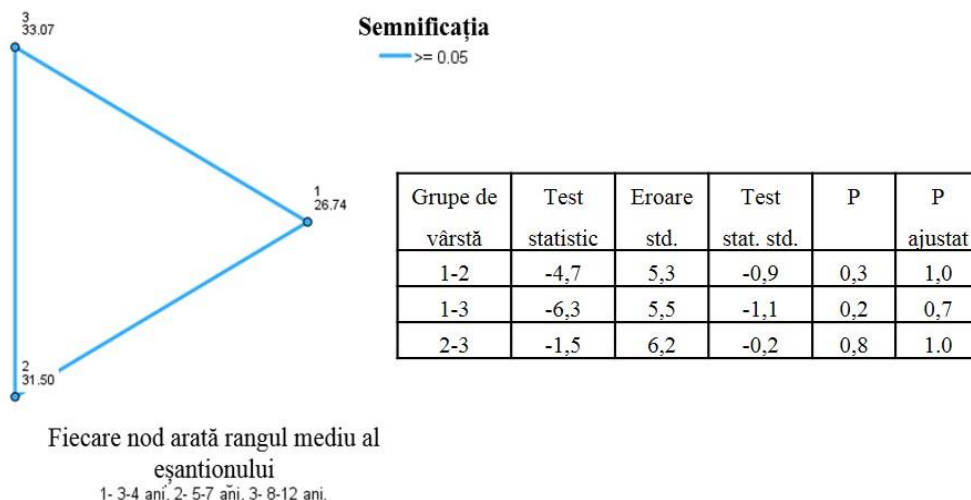 3
33.07
Semnificația
>= 0.05
1
26.74
2
31.50
Grupe de vârstă Test statistic Eroare std. Test stat. std. P P ajustat
1-2 -4,7 5,3 -0,9 0,3 1,0
1-3 -6,3 5,5 -1,1 0,2 0,7
2-3 -1,5 6,2 -0,2 0,8 1.0
Fiecare nod arată rangul mediu al
eșantionului
1- 3-4 ani, 2- 5-7 ani, 3- 8-12 ani.